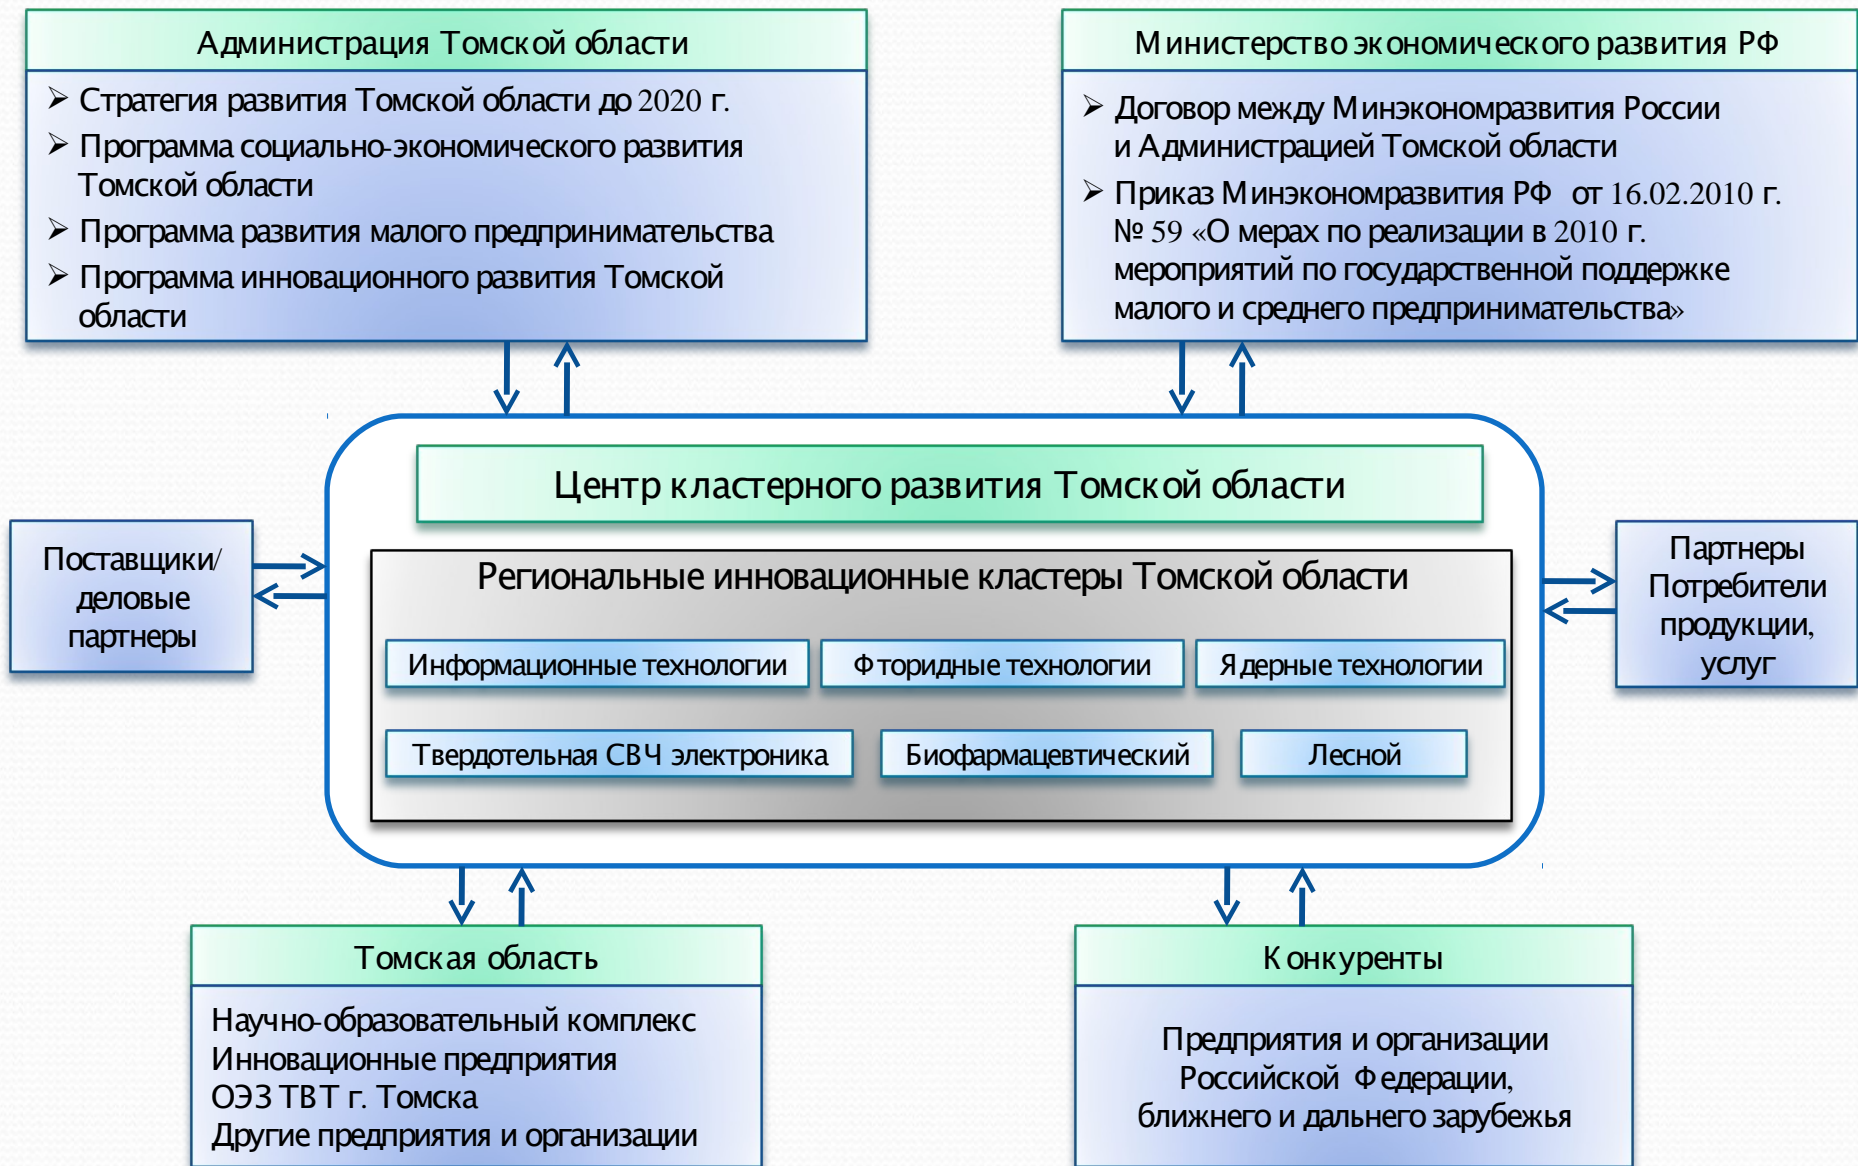 Администрация Томской области
➢ Стратегия развития Томской области до 2020 г.
➢ Программа социально-экономического развития
Томской области
➢ Программа развития малого предпринимательства
➢ Программа инновационного развития Томской
области
Министерство экономического развития РФ
➢ Договор между Минэкономразвития России
и Администрацией Томской области
➢ Приказ Минэкономразвития РФ от 16.02.2010 г.
№ 59 «О мерах по реализации в 2010 г.
мероприятий по государственной поддержке
малого и среднего предпринимательства»
Центр кластерного развития Томской области
Поставщики/
деловые
партнеры
Региональные инновационные кластеры Томской области
Информационные технологии
Фторидные технологии
Ядерные технологии
Твердотельная СВЧ электроника
Биофармацевтический
Лесной
Партнеры
Потребители
продукции,
услуг
Томская область
Научно-образовательный комплекс
Инновационные предприятия
ОЭЗ ТВТ г. Томска
Другие предприятия и организации
Конкуренты
Предприятия и организации
Российской Федерации,
ближнего и дальнего зарубежья